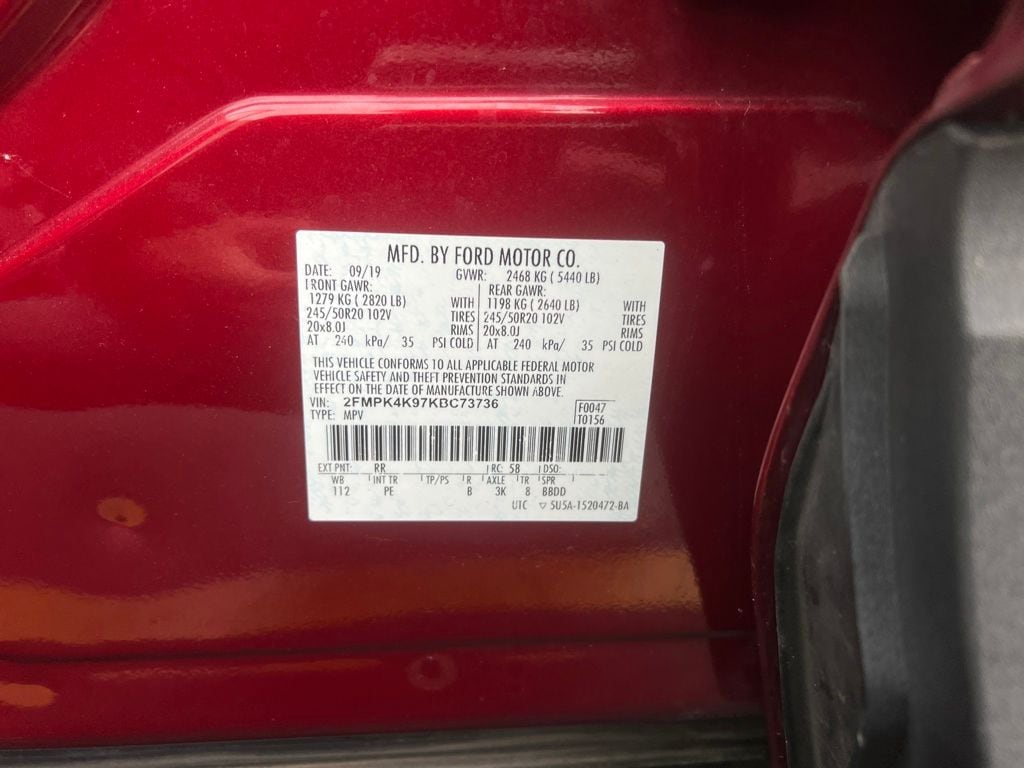 MFD. BY FORD MOTOR CO.
DATE: 09/19 GVWR: 2468 KG ( 5440 LB)
FRONT GAWR: REAR GAWR:
1279 KG ( 2820 LB) WITH 1198 KG ( 2640 LB) WITH
245/50R20 102V TIRES 245/50R20 102V TIRES
20x8.0J RIMS 20x8.0J RIMS
AT 240 kPa/ 35 PSI COLD AT 240 kPa/ 35 PSI COLD
THIS VEHICLE CONFORMS TO ALL APPLICABLE FEDERAL MOTOR
VEHICLE SAFETY AND THEFT PREVENTION STANDARDS IN
EFFECT ON THE DATE OF MANUFACTURE SHOWN ABOVE.
VIN: 2FMPK4K97KBC73736 F0047
TYPE: MPV T0156
EXT PNT: RR RC: 58 DSO:
WB INT TR TP/PS R AXLE TR SPR
112 PE B 3K 8 BBDD
UTC ▽ 5U5A-1520472-BA